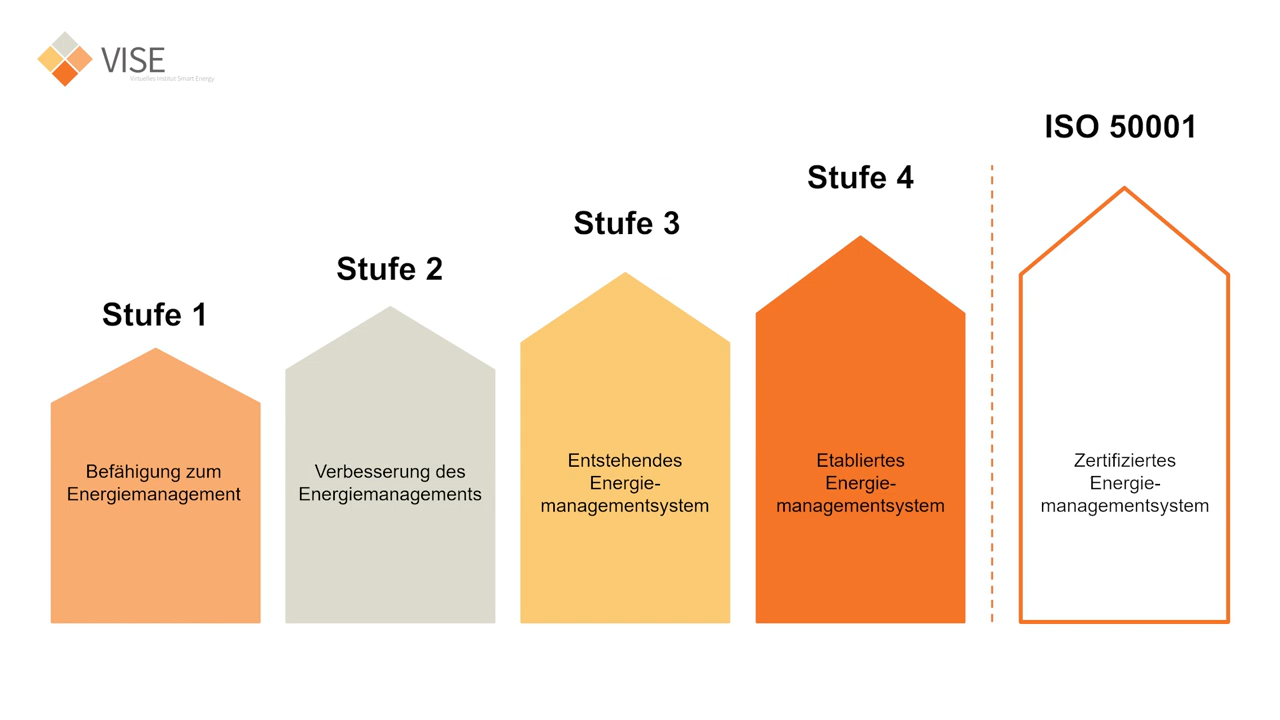 VISE
Virtuelles Institut Smart Energy
ISO 50001
Stufe 4
Stufe 3
Stufe 2
Stufe 1
Befähigung zum
Energiemanagement
Verbesserung des
Energiemanagements
Entstehendes
Energie-
managementsystem
Etabliertes
Energie-
managementsystem
Zertifiziertes
Energie-
managementsystem